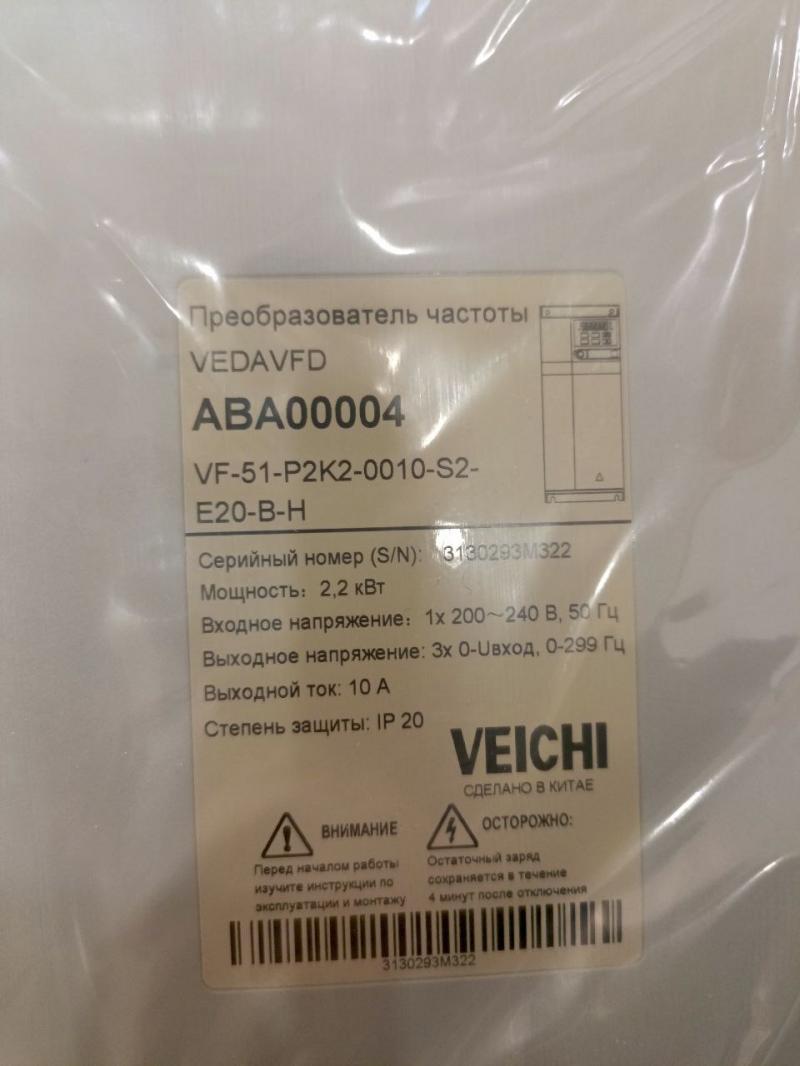 Преобразователь частоты
VEDAVFD
ABA00004
VF-51-P2K2-0010-S2-
E20-B-H
Серийный номер (S/N): 3130293M322
Мощность: 2,2 кВт
Входное напряжение: 1x 200~240 В, 50 Гц
Выходное напряжение: 3x 0-Uвход, 0-299 Гц
Выходной ток: 10 А
Степень защиты: IP 20
VEICHI
СДЕЛАНО В КИТАЕ
ВНИМАНИЕ
Перед началом работы
изучите инструкции по
эксплуатации и монтажу
ОСТОРОЖНО:
Остаточный заряд
сохраняется в течение
4 минут после отключения
3130293M322